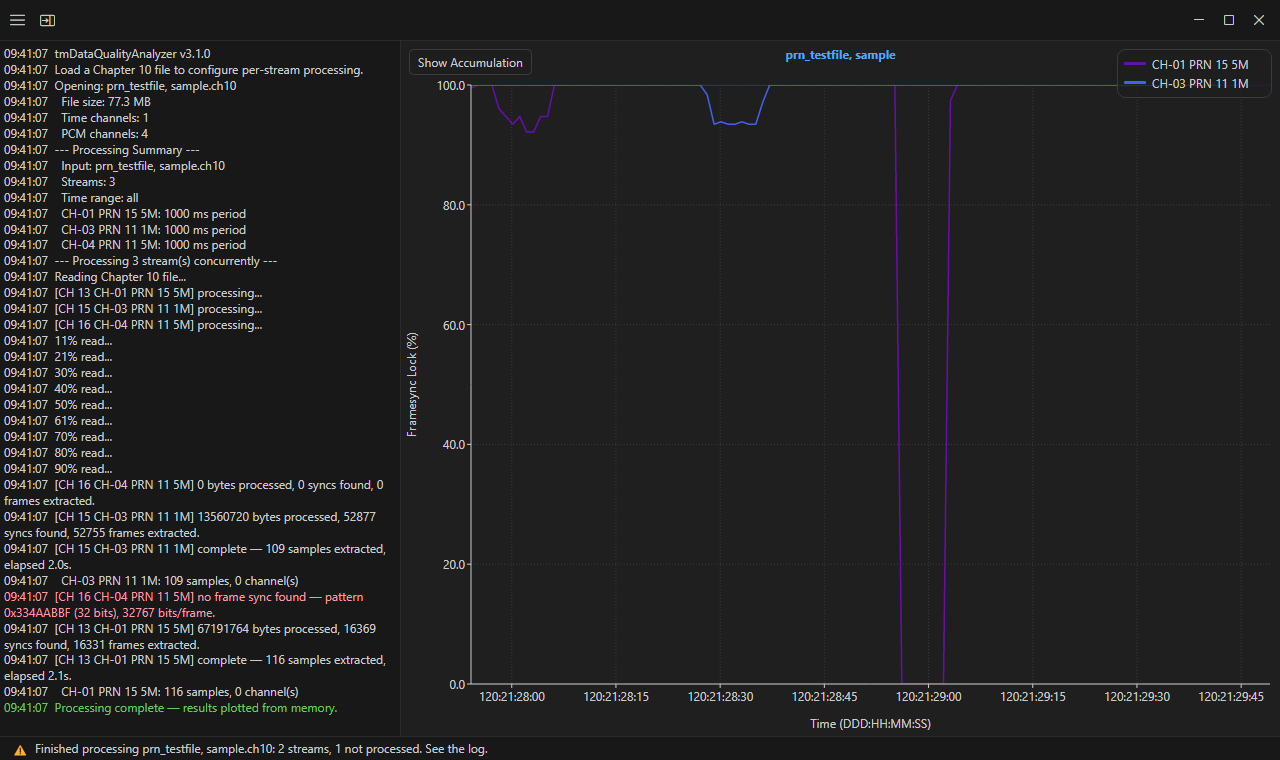 09:41:07 tmDataQualityAnalyzer v3.1.0
09:41:07 Load a Chapter 10 file to configure per-stream processing.
09:41:07 Opening: prn_testfile, sample.ch10
09:41:07 File size: 77.3 MB
09:41:07 Time channels: 1
09:41:07 PCM channels: 4
09:41:07 --- Processing Summary ---
09:41:07 Input: prn_testfile, sample.ch10
09:41:07 Streams: 3
09:41:07 Time range: all
09:41:07 CH-01 PRN 15 5M: 1000 ms period
09:41:07 CH-03 PRN 11 1M: 1000 ms period
09:41:07 CH-04 PRN 11 5M: 1000 ms period
09:41:07 --- Processing 3 stream(s) concurrently ---
09:41:07 Reading Chapter 10 file...
09:41:07 [CH 13 CH-01 PRN 15 5M] processing...
09:41:07 [CH 15 CH-03 PRN 11 1M] processing...
09:41:07 [CH 16 CH-04 PRN 11 5M] processing...
09:41:07 11% read...
09:41:07 21% read...
09:41:07 30% read...
09:41:07 40% read...
09:41:07 50% read...
09:41:07 61% read...
09:41:07 70% read...
09:41:07 80% read...
09:41:07 90% read...
09:41:07 [CH 16 CH-04 PRN 11 5M] 0 bytes processed, 0 syncs found, 0
frames extracted.
09:41:07 [CH 15 CH-03 PRN 11 1M] 13560720 bytes processed, 52877
syncs found, 52755 frames extracted.
09:41:07 [CH 15 CH-03 PRN 11 1M] complete — 109 samples extracted,
elapsed 2.0s.
09:41:07 CH-03 PRN 11 1M: 109 samples, 0 channel(s)
09:41:07 [CH 16 CH-04 PRN 11 5M] no frame sync found — pattern
0x334AABBF (32 bits), 32767 bits/frame.
09:41:07 [CH 13 CH-01 PRN 15 5M] 67191764 bytes processed, 16369
syncs found, 16331 frames extracted.
09:41:07 [CH 13 CH-01 PRN 15 5M] complete — 116 samples extracted,
elapsed 2.1s.
09:41:07 CH-01 PRN 15 5M: 116 samples, 0 channel(s)
09:41:07 Processing complete — results plotted from memory.
Show Accumulation
prn_testfile, sample
CH-01 PRN 15 5M
CH-03 PRN 11 1M
100.0
80.0
60.0
40.0
20.0
0.0
Framesync Lock (%)
120:21:28:00
120:21:28:15
120:21:28:30
120:21:28:45
120:21:29:00
120:21:29:15
120:21:29:30
120:21:29:45
Time (DDD:HH:MM:SS)
Finished processing prn_testfile, sample.ch10: 2 streams, 1 not processed. See the log.